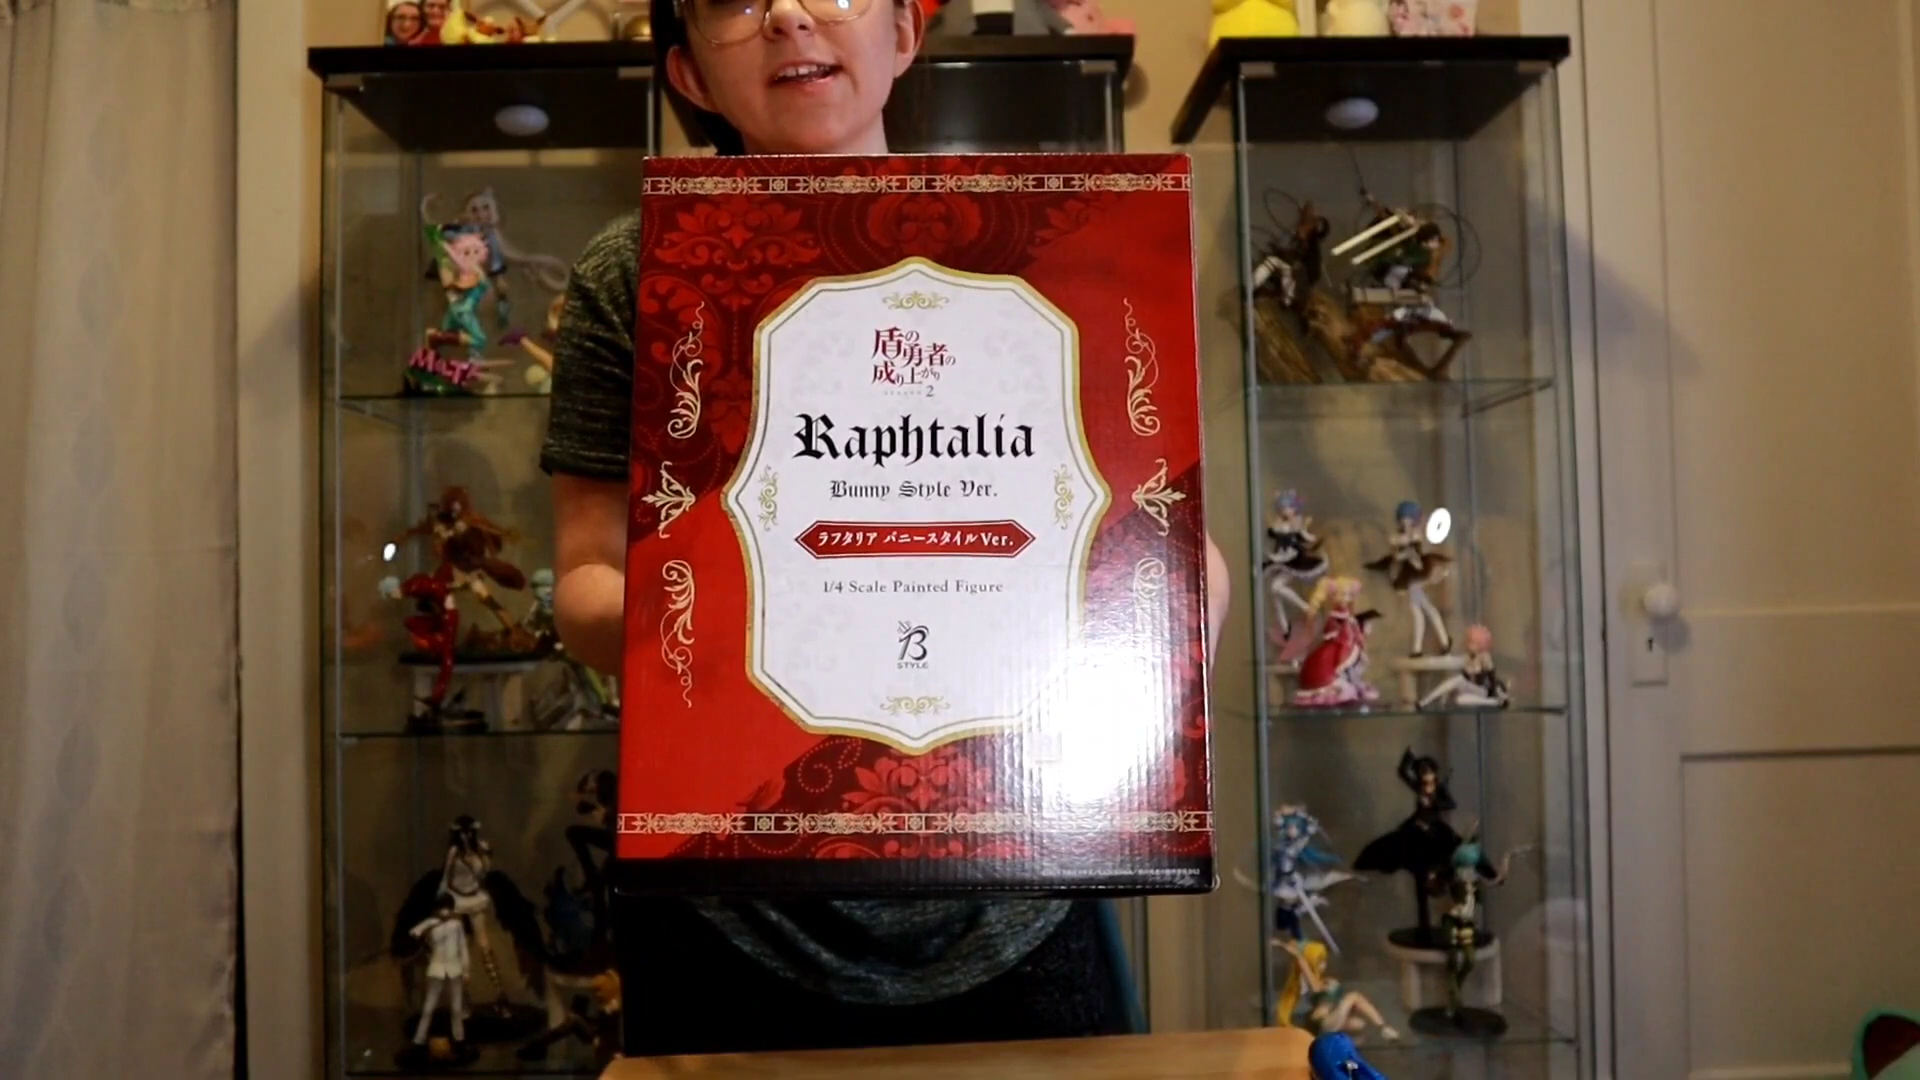 盾の
勇者の
成り上がり
SEASON 2
Raphtalia
Bunny Style Ver.
ラフタリア バニースタイルVer.
1/4 Scale Painted Figure
B
STYLE